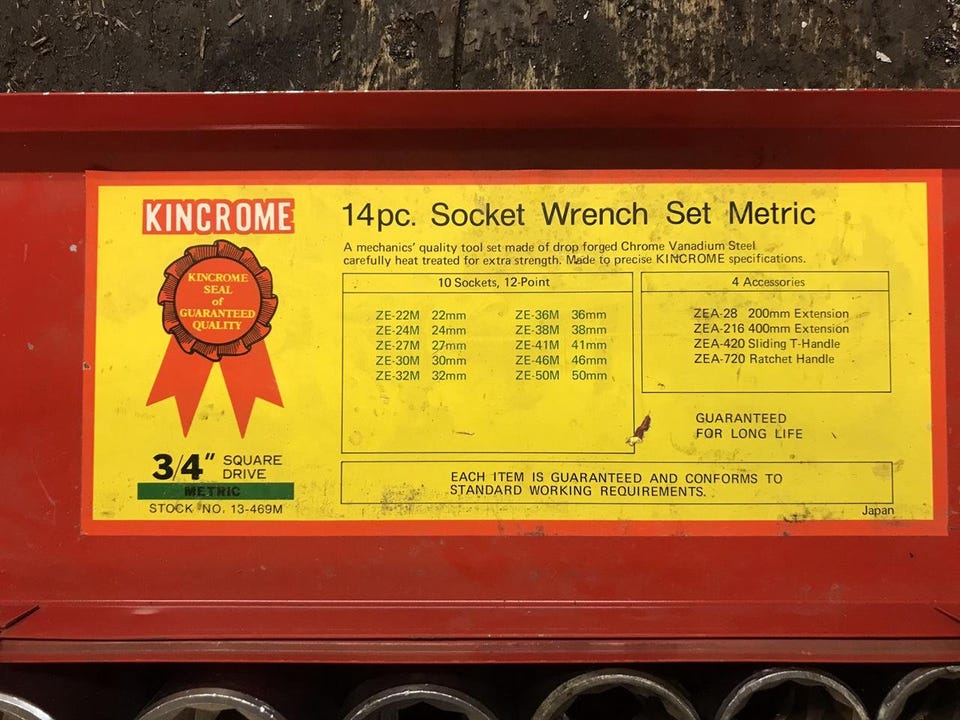 KINCROME
KINCROME
SEAL
of
GUARANTEED
QUALITY
3/4" SQUARE
DRIVE
METRIC
STOCK NO. 13-469M
14pc. Socket Wrench Set Metric
A mechanics' quality tool set made of drop forged Chrome Vanadium Steel
carefully heat treated for extra strength. Made to precise KINCROME specifications.
10 Sockets, 12-Point
ZE-22M 22mm ZE-36M 36mm
ZE-24M 24mm ZE-38M 38mm
ZE-27M 27mm ZE-41M 41mm
ZE-30M 30mm ZE-46M 46mm
ZE-32M 32mm ZE-50M 50mm
4 Accessories
ZEA-28 200mm Extension
ZEA-216 400mm Extension
ZEA-420 Sliding T-Handle
ZEA-720 Ratchet Handle
GUARANTEED
FOR LONG LIFE
EACH ITEM IS GUARANTEED AND CONFORMS TO
STANDARD WORKING REQUIREMENTS.
Japan